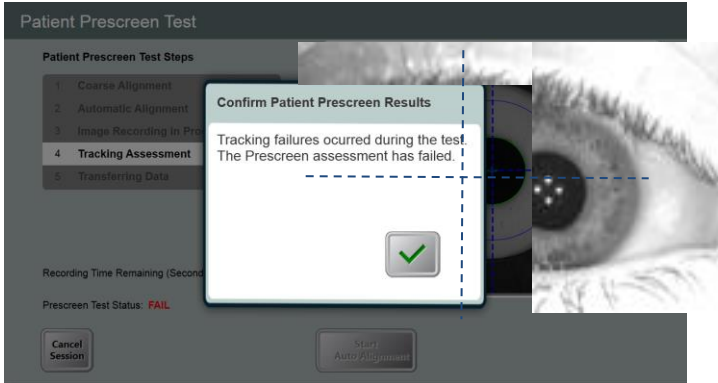 Patient Prescreen Test
Patient Prescreen Test Steps
1 Coarse Alignment
2 Automatic Alignment
3 Image Recording in Pro
4 Tracking Assessment
5 Transferring Data
Confirm Patient Prescreen Results
Tracking failures ocurred during the test.
The Prescreen assessment has failed.
Recording Time Remaining (Second
Prescreen Test Status: FAIL
Cancel
Session
Start
Auto Alignment